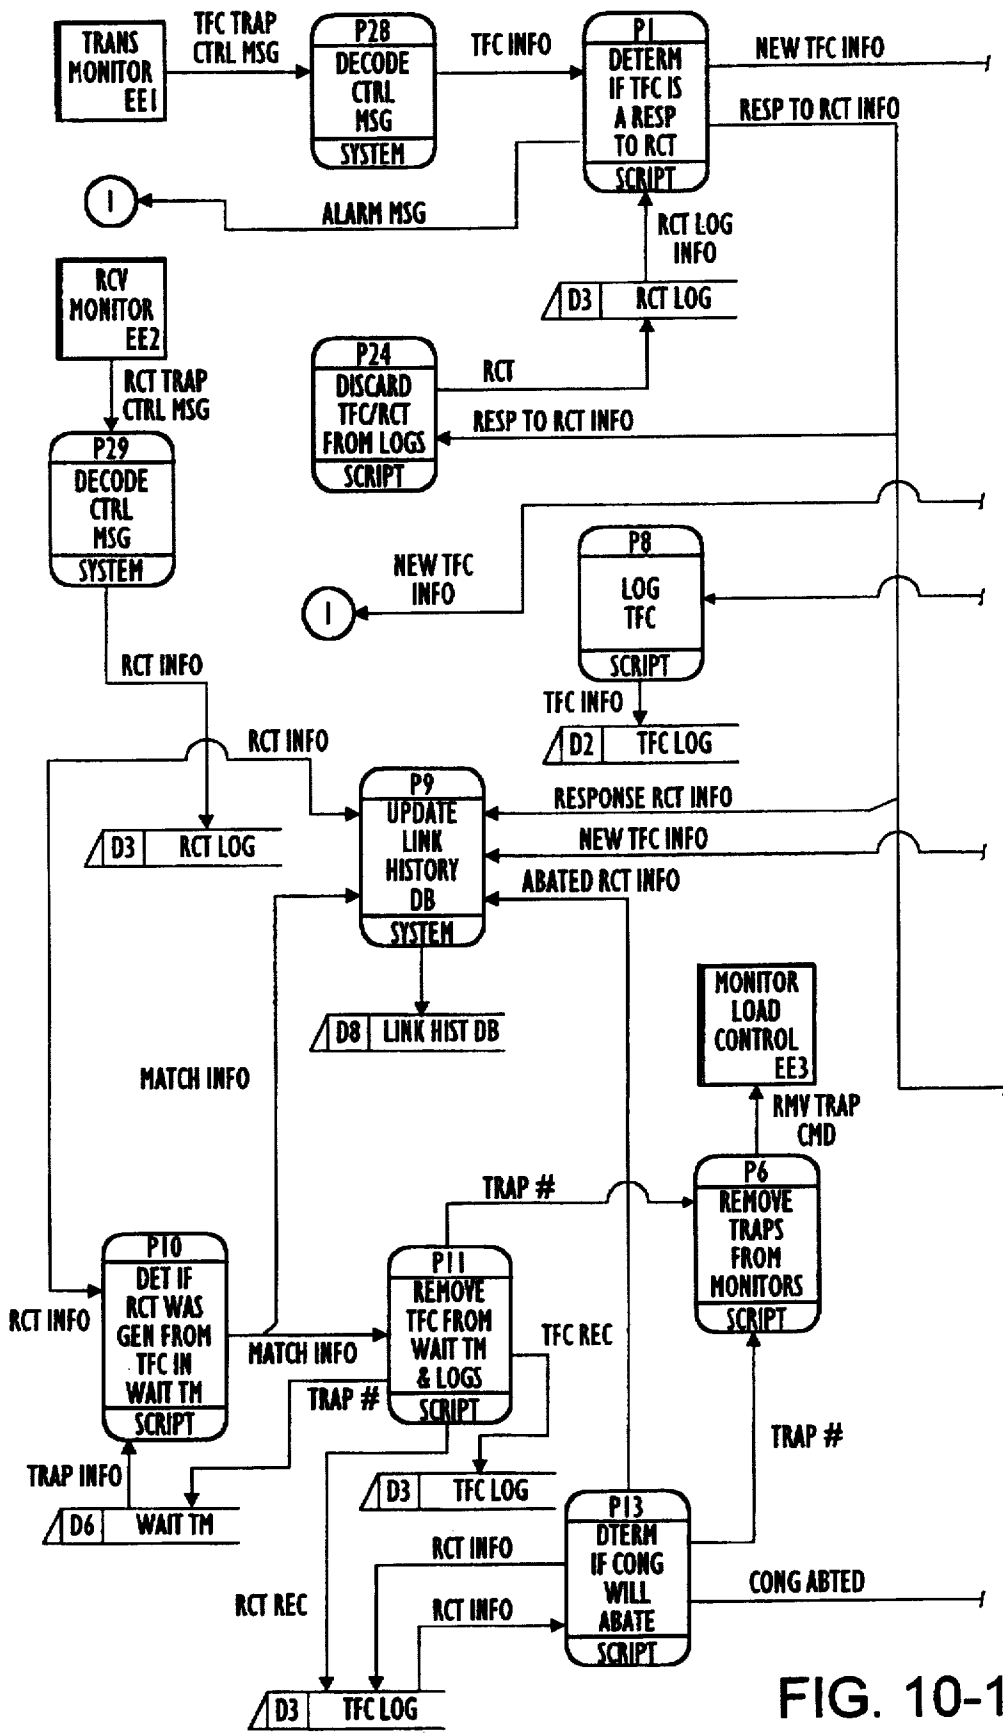 TRANS
MONITOR
EE1
TFC TRAP
CTRL MSG
P28
DECODE
CTRL
MSG
SYSTEM
TFC INFO
P1
DETERM
IF TFC IS
A RESP
TO RCT
SCRIPT
NEW TFC INFO
RESP TO RCT INFO
1
ALARM MSG
RCT LOG
INFO
RCV
MONITOR
EE2
D3 RCT LOG
RCT TRAP
CTRL MSG
P24
DISCARD
TFC/RCT
FROM LOGS
SCRIPT
RCT
RESP TO RCT INFO
P29
DECODE
CTRL
MSG
SYSTEM
NEW TFC
INFO
1
P8
LOG
TFC
SCRIPT
RCT INFO
TFC INFO
D2 TFC LOG
RCT INFO
P9
UPDATE
LINK
HISTORY
DB
SYSTEM
RESPONSE RCT INFO
NEW TFC INFO
ABATED RCT INFO
D3 RCT LOG
D8 LINK HIST DB
MONITOR
LOAD
CONTROL
EE3
MATCH INFO
RMV TRAP
CMD
TRAP #
P6
REMOVE
TRAPS
FROM
MONITORS
SCRIPT
RCT INFO
P10
DET IF
RCT WAS
GEN FROM
TFC IN
WAIT TM
SCRIPT
MATCH INFO
P11
REMOVE
TFC FROM
WAIT TM
& LOGS
SCRIPT
TFC REC
TRAP #
TRAP #
TRAP INFO
D6 WAIT TM
D3 TFC LOG
P13
DTERM
IF CONG
WILL
ABATE
SCRIPT
RCT INFO
CONG ABTED
RCT REC
RCT INFO
D3 TFC LOG
FIG. 10-1